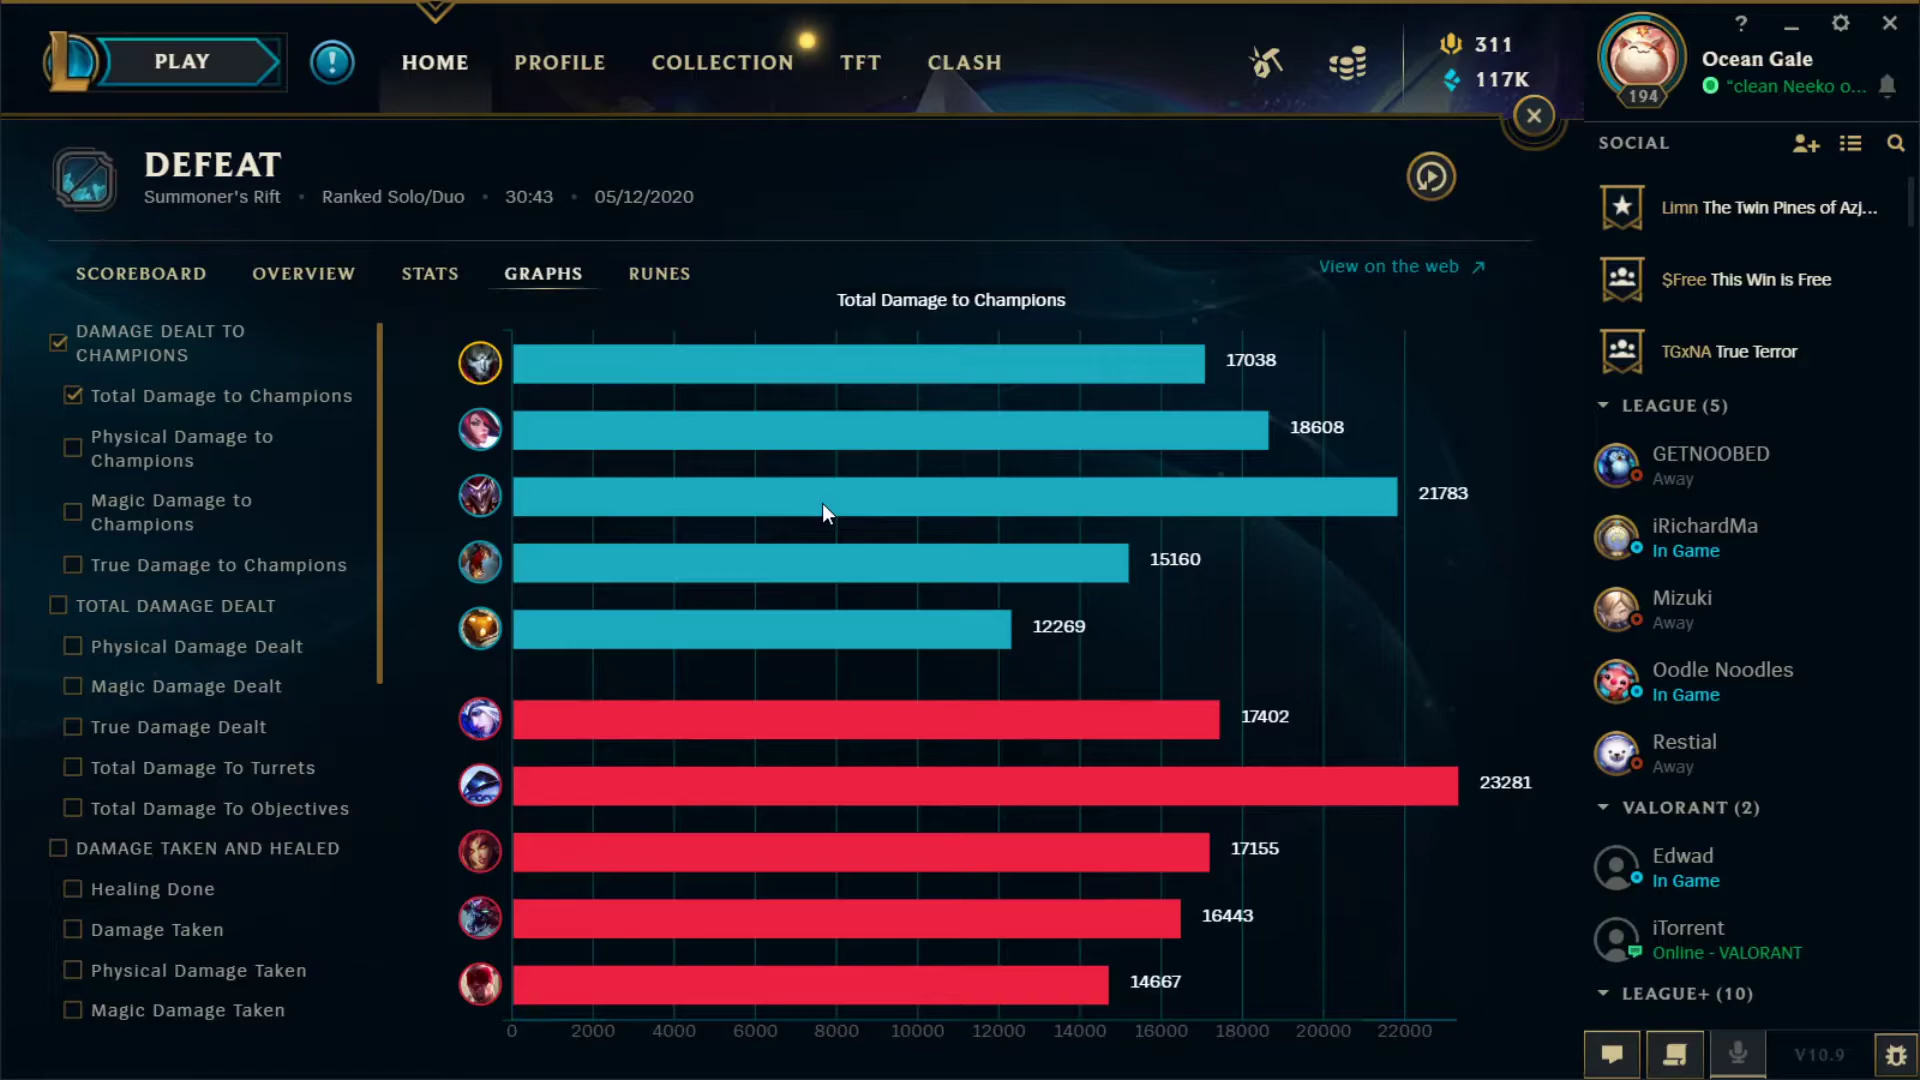 PLAY
HOME
PROFILE
COLLECTION
TFT
CLASH
311
117K
?
194
Ocean Gale
"clean Neeko o...
DEFEAT
Summoner's Rift • Ranked Solo/Duo • 30:43 • 05/12/2020
SCOREBOARD
OVERVIEW
STATS
GRAPHS
RUNES
View on the web
Total Damage to Champions
DAMAGE DEALT TO
CHAMPIONS
Total Damage to Champions
Physical Damage to
Champions
Magic Damage to
Champions
True Damage to Champions
TOTAL DAMAGE DEALT
Physical Damage Dealt
Magic Damage Dealt
True Damage Dealt
Total Damage To Turrets
Total Damage To Objectives
DAMAGE TAKEN AND HEALED
Healing Done
Damage Taken
Physical Damage Taken
Magic Damage Taken
17038
18608
21783
15160
12269
17402
23281
17155
16443
14667
0 2000 4000 6000 8000 10000 12000 14000 16000 18000 20000 22000
SOCIAL
Limn The Twin Pines of Azj...
$Free This Win is Free
TGxNA True Terror
LEAGUE (5)
GETNOOBED
Away
iRichardMa
In Game
Mizuki
Away
Oodle Noodles
In Game
Restial
Away
VALORANT (2)
Edwad
In Game
iTorrent
Online - VALORANT
LEAGUE+ (10)
V10.9